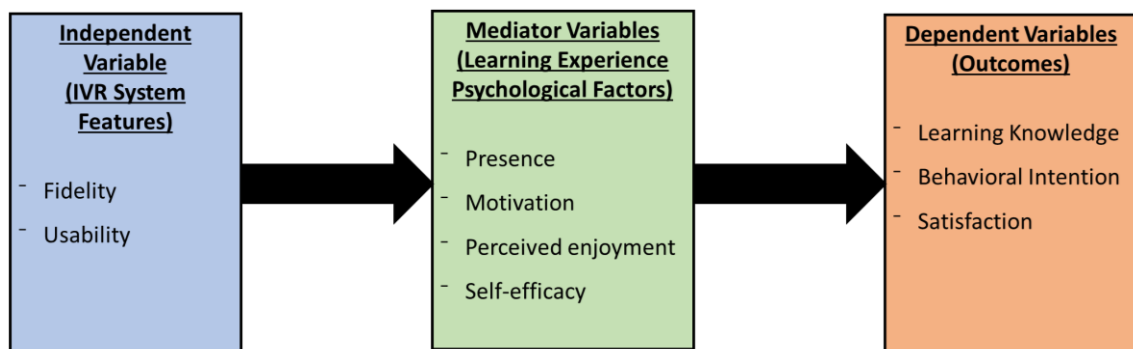 Independent
Variable
(IVR System
Features)
- Fidelity
- Usability
Mediator Variables
(Learning Experience
Psychological Factors)
- Presence
- Motivation
- Perceived enjoyment
- Self-efficacy
Dependent Variables
(Outcomes)
- Learning Knowledge
- Behavioral Intention
- Satisfaction